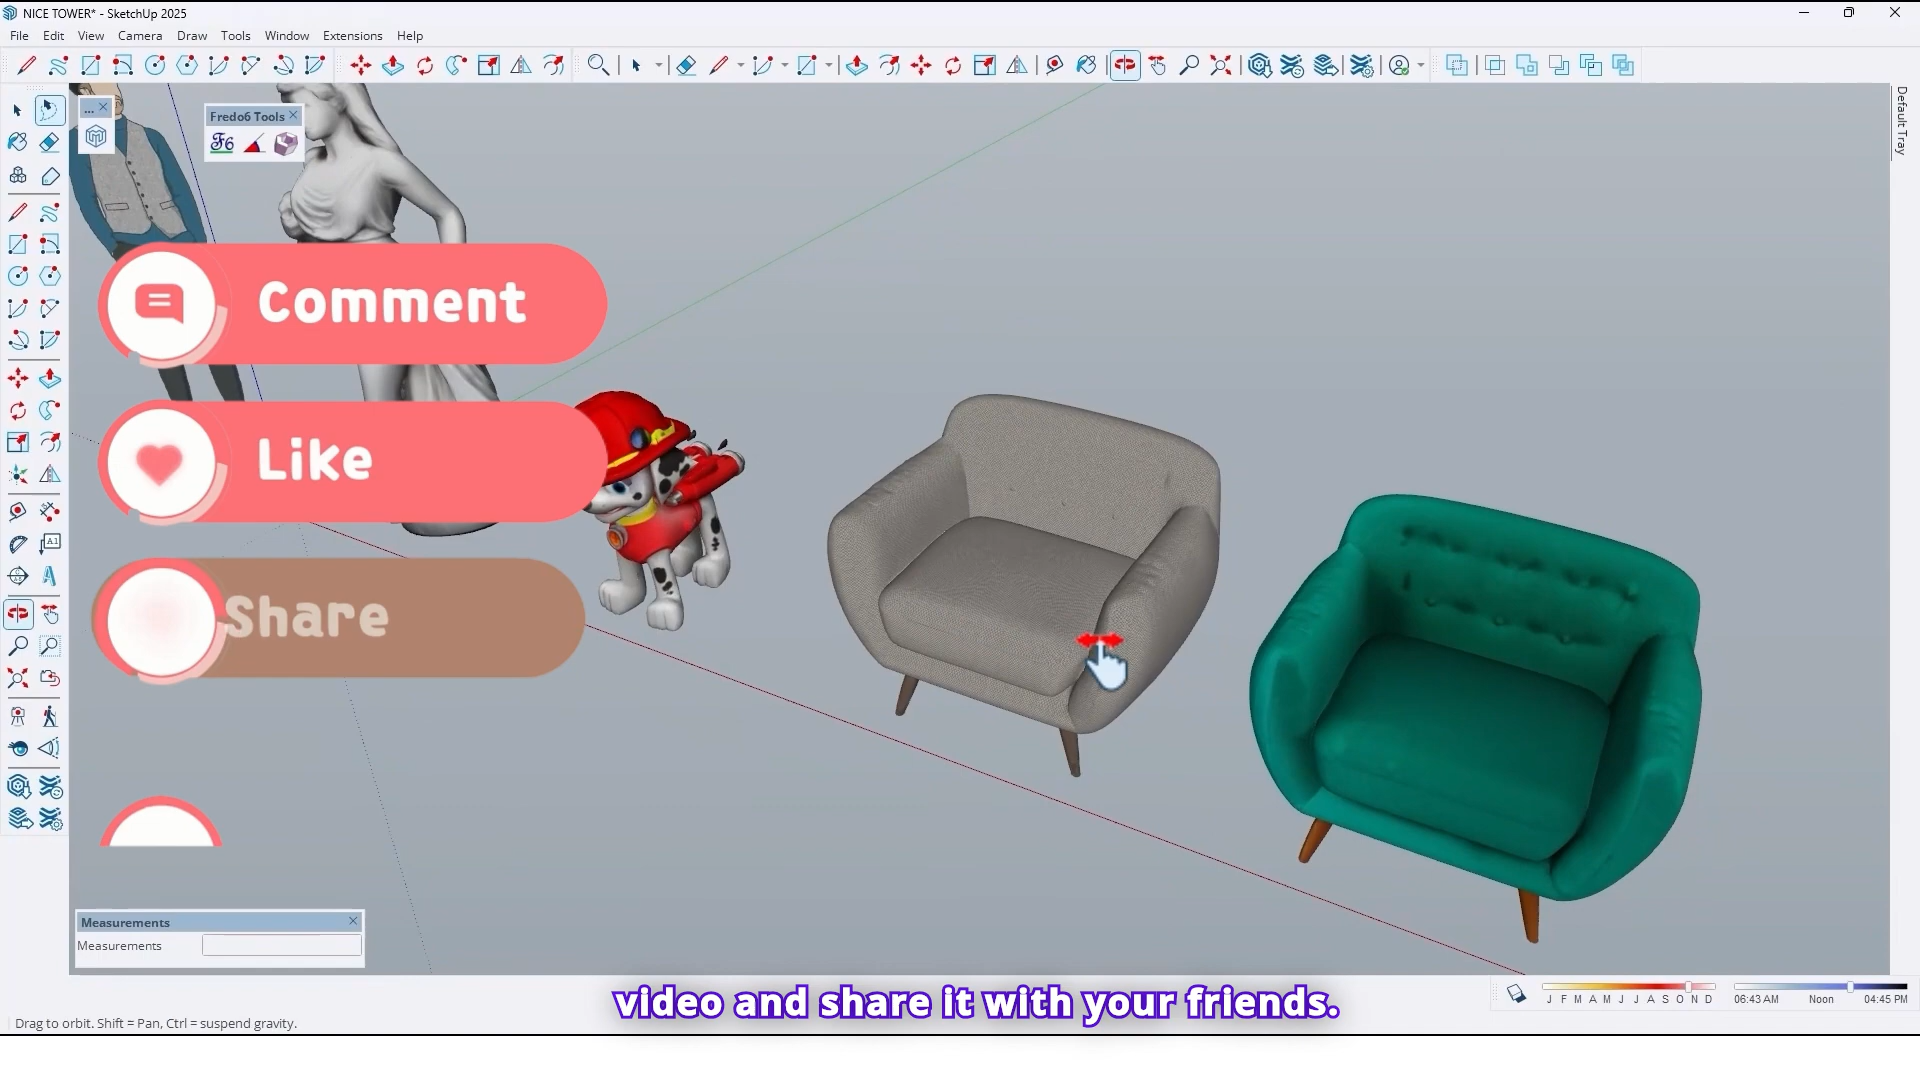 NICE TOWER* - SketchUp 2025
File Edit View Camera Draw Tools Window Extensions Help
...
Fredo6 Tools
F6
Default Tray
A1
Comment
Like
Share
Measurements
Measurements
video and share it with your friends.
J F M A M J J A S O N D
06:43 AM Noon 04:45 PM
Drag to orbit. Shift = Pan, Ctrl = suspend gravity.